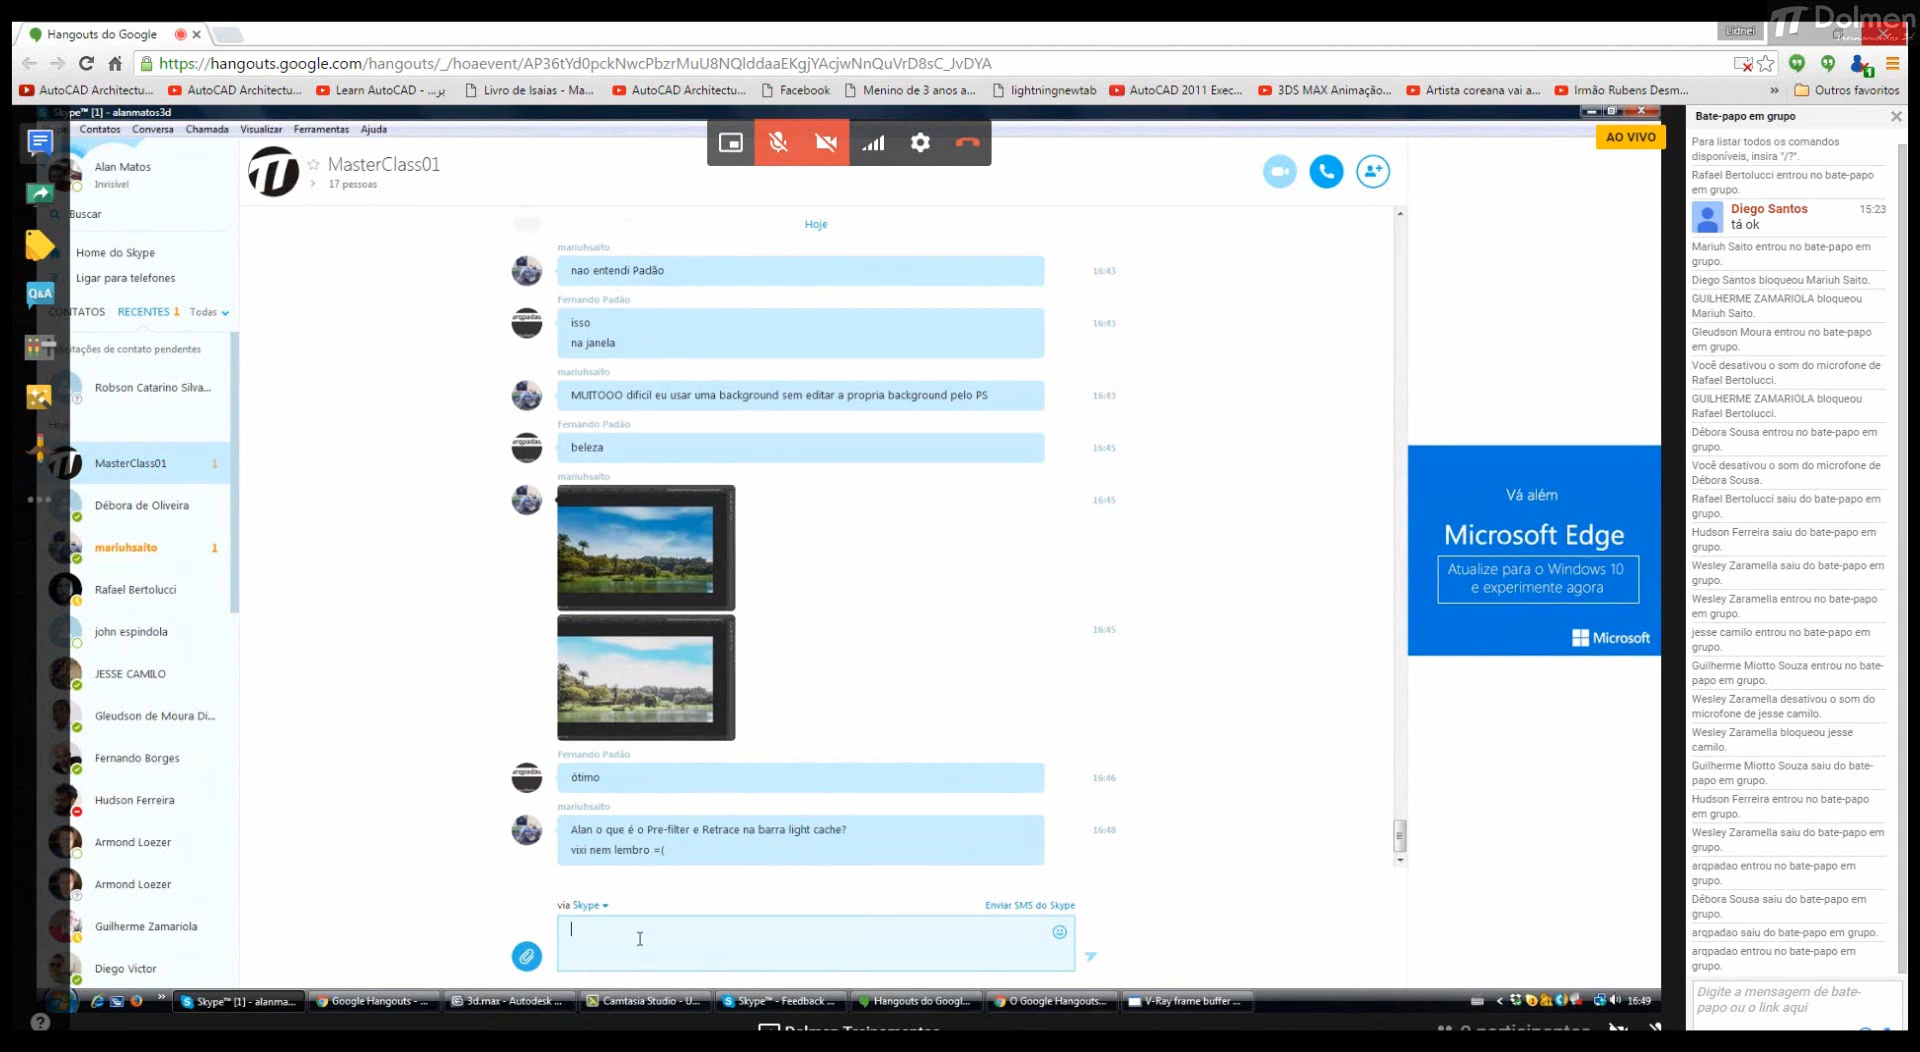 Hangouts do Google
Lidnei
Dolmen
https://hangouts.google.com/hangouts/_/hoaevent/AP36tYd0pckNwcPbzrMuU8NQlddaaEKgjYAcjwNnQuVrD8sC_JvDYA
AutoCAD Architectu...
AutoCAD Architectu...
Learn AutoCAD -
Livro de Isaias - Ma...
AutoCAD Architectu...
Facebook
Menino de 3 anos a...
lightningnewtab
AutoCAD 2011 Exec...
3DS MAX Animação...
Artista coreana vai a...
Irmão Rubens Desm...
»
Outros favoritos
Skype™ [1] - alanmatos3d
Contatos Conversa Chamada Visualizar Ferramentas Ajuda
Alan Matos
Invisível
Buscar
Home do Skype
Ligar para telefones
CONTATOS RECENTES 1 Todas
contato pendentes
Robson Catarino Silva...
Hoje
MasterClass01 1
Débora de Oliveira
mariuhsaito 1
Rafael Bertolucci
john espindola
JESSE CAMILO
Gleudson de Moura Di...
Fernando Borges
Hudson Ferreira
Armond Loezer
Armond Loezer
Guilherme Zamariola
Diego Victor
Q&A
MasterClass01
17 pessoas
Hoje
mariuhsaito
nao entendi Padão 16:43
Fernando Padão
isso 16:43
na janela
mariuhsaito
MUITOOO dificil eu usar uma background sem editar a propria background pelo PS 16:43
Fernando Padão
beleza 16:45
mariuhsaito
16:45
16:45
Fernando Padão
ótimo 16:46
mariuhsaito
Alan o que é o Pre-filter e Retrace na barra light cache? 16:48
vixi nem lembro =(
via Skype
Enviar SMS do Skype
AO VIVO
Vá além
Microsoft Edge
Atualize para o Windows 10
e experimente agora
Microsoft
Bate-papo em grupo
Para listar todos os comandos
disponíveis, insira "/?".
Rafael Bertolucci entrou no bate-papo
em grupo.
Diego Santos 15:23
tá ok
Mariuh Saito entrou no bate-papo em
grupo.
Diego Santos bloqueou Mariuh Saito.
GUILHERME ZAMARIOLA bloqueou
Mariuh Saito.
Gleudson Moura entrou no bate-papo
em grupo.
Você desativou o som do microfone de
Rafael Bertolucci.
GUILHERME ZAMARIOLA bloqueou
Rafael Bertolucci.
Débora Sousa entrou no bate-papo em
grupo.
Você desativou o som do microfone de
Débora Sousa.
Rafael Bertolucci saiu do bate-papo em
grupo.
Hudson Ferreira saiu do bate-papo em
grupo.
Wesley Zaramella saiu do bate-papo em
grupo.
Wesley Zaramella entrou no bate-papo
em grupo.
jesse camilo entrou no bate-papo em
grupo.
Guilherme Miotto Souza entrou no bate-
papo em grupo.
Wesley Zaramella desativou o som do
microfone de jesse camilo.
Wesley Zaramella bloqueou jesse
camilo.
Guilherme Miotto Souza saiu do bate-
papo em grupo.
Hudson Ferreira entrou no bate-papo
em grupo.
Wesley Zaramella saiu do bate-papo em
grupo.
arqpadao entrou no bate-papo em
grupo.
Débora Sousa saiu do bate-papo em
grupo.
arqpadao saiu do bate-papo em grupo.
arqpadao entrou no bate-papo em
grupo.
Digite a mensagem de bate-
papo ou o link aqui
»
Skype™ [1] - alanma...
Google Hangouts - ...
3d.max - Autodesk ...
Camtasia Studio - U...
Skype™ - Feedback ...
Hangouts do Googl...
O Google Hangouts...
V-Ray frame buffer ...
16:49
Dolmen Treinamentos
participantes